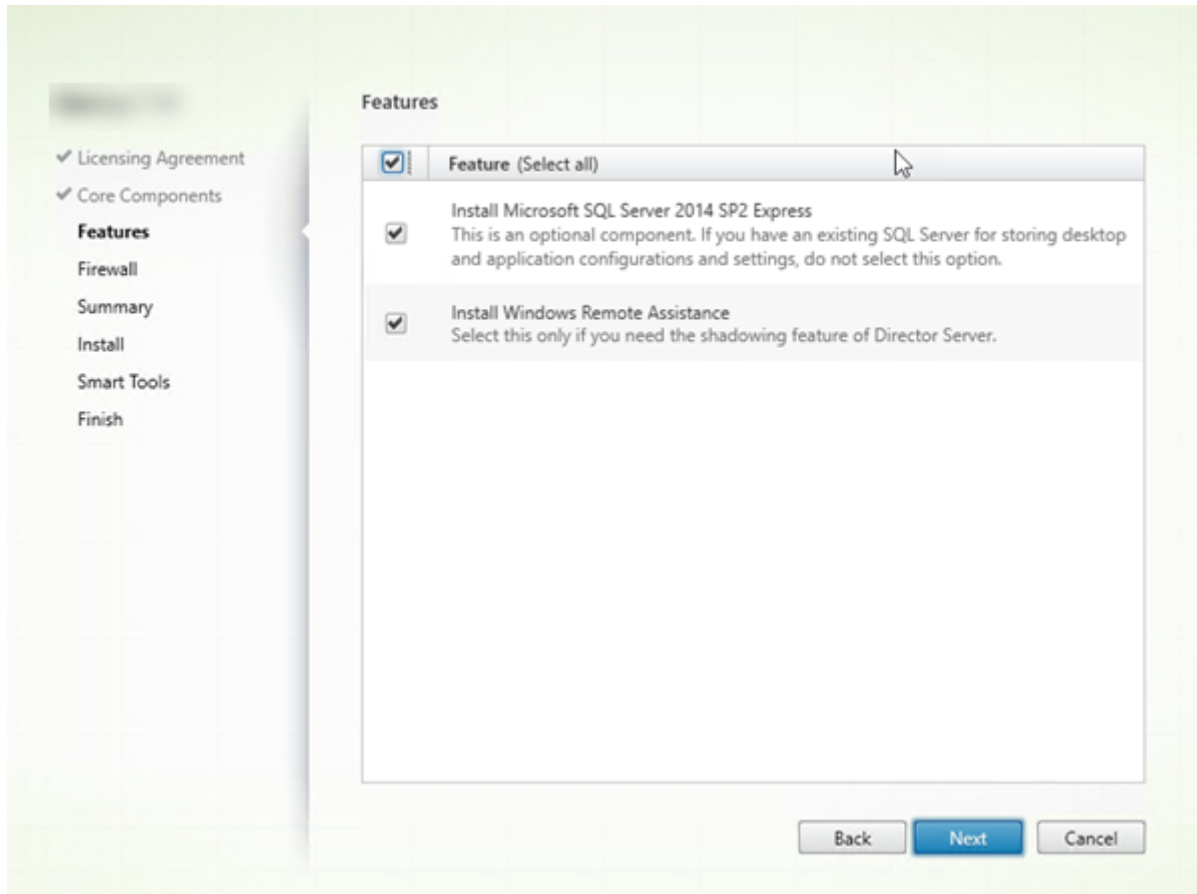 Features
Licensing Agreement
Core Components
Features
Firewall
Summary
Install
Smart Tools
Finish
Feature (Select all)
Install Microsoft SQL Server 2014 SP2 Express
This is an optional component. If you have an existing SQL Server for storing desktop
and application configurations and settings, do not select this option.
Install Windows Remote Assistance
Select this only if you need the shadowing feature of Director Server.
Back
Next
Cancel